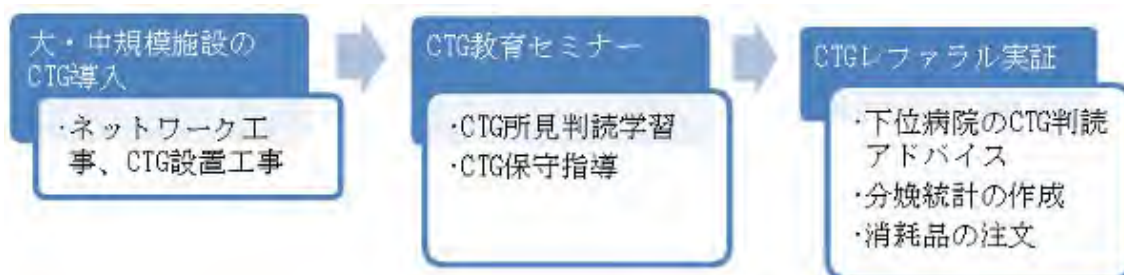 大・中規模施設の
CTG導入
・ネットワーク工
事、CTG設置工事
CTG教育セミナー
・CTG所見判読学習
・CTG保守指導
CTGレファラル実証
・下位病院のCTG判読
アドバイス
・分娩統計の作成
・消耗品の注文